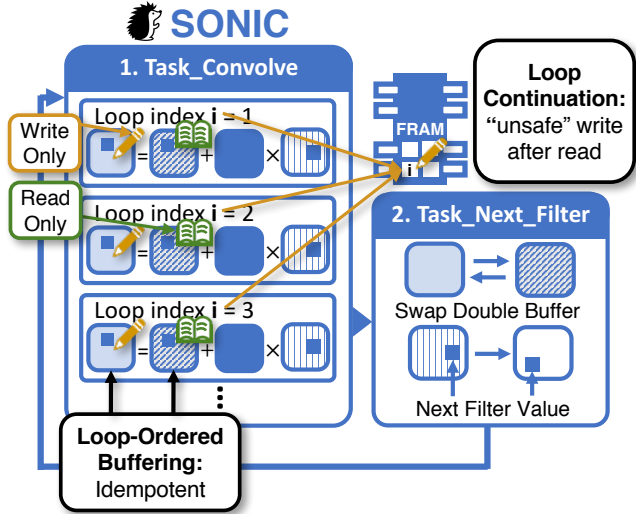 SONIC
1. Task_Convolve
Loop index i = 1
=
+
×
Write
Only
Read
Only
Loop index i = 2
=
+
×
Loop index i = 3
=
+
×
FRAM
i
Loop
Continuation:
“unsafe” write
after read
2. Task_Next_Filter
Swap Double Buffer
Next Filter Value
Loop-Ordered
Buffering:
Idempotent